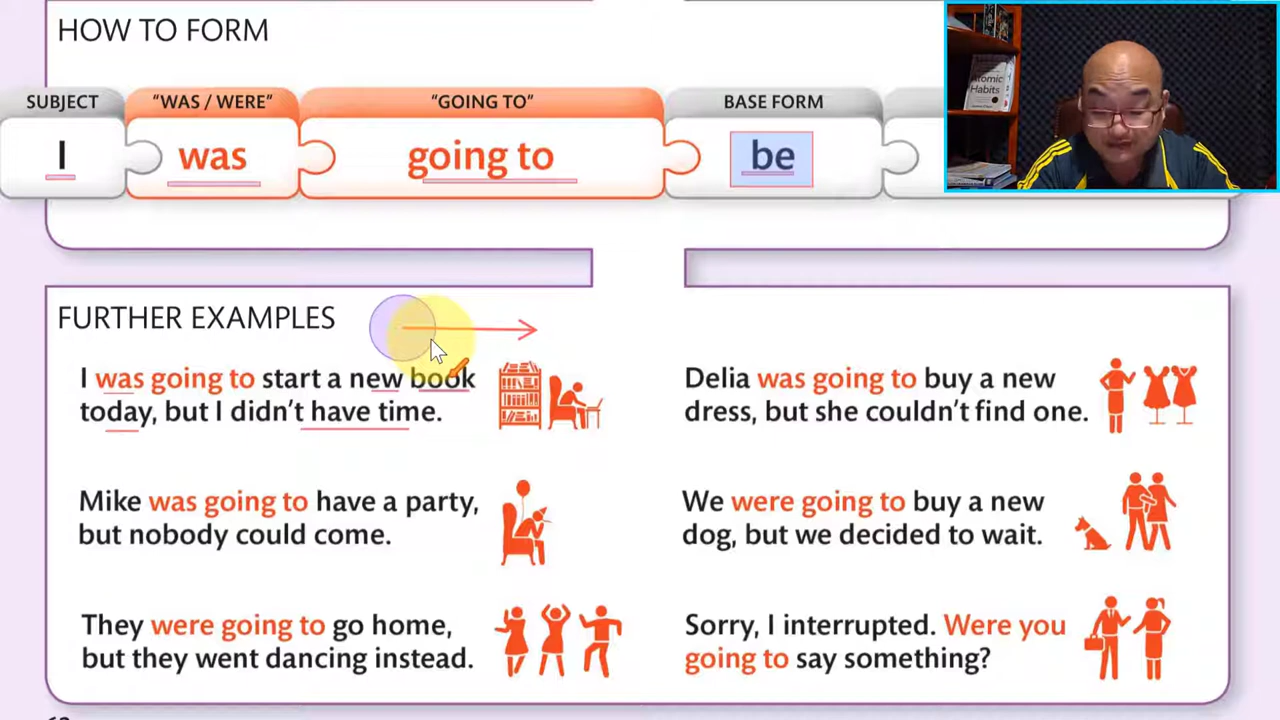 HOW TO FORM
SUBJECT
"WAS / WERE"
"GOING TO"
BASE FORM
I
was
going to
be
Atomic
Habits
FURTHER EXAMPLES
I was going to start a new book
today, but I didn't have time.
Delia was going to buy a new
dress, but she couldn't find one.
Mike was going to have a party,
but nobody could come.
We were going to buy a new
dog, but we decided to wait.
They were going to go home,
but they went dancing instead.
Sorry, I interrupted. Were you
going to say something?